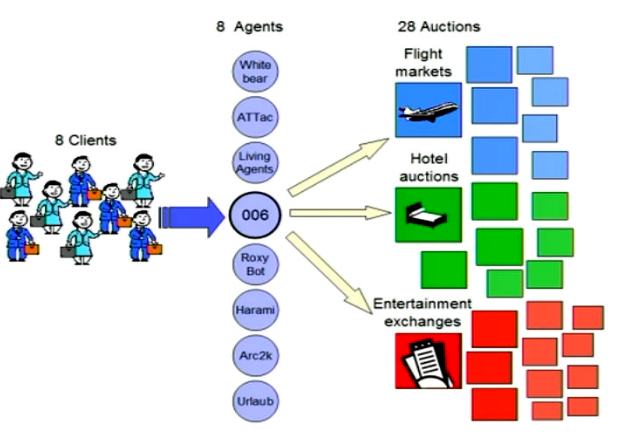 8 Agents
28 Auctions
8 Clients
White
bear
ATTac
Living
Agents
006
Roxy
Bot
Harami
Arc2k
Urlaub
Flight
markets
Hotel
auctions
Entertainment
exchanges